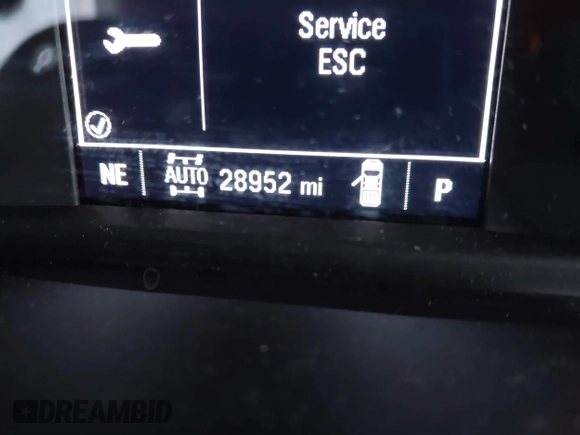 Service
ESC
NE AUTO 28952 mi P
DREAMBID